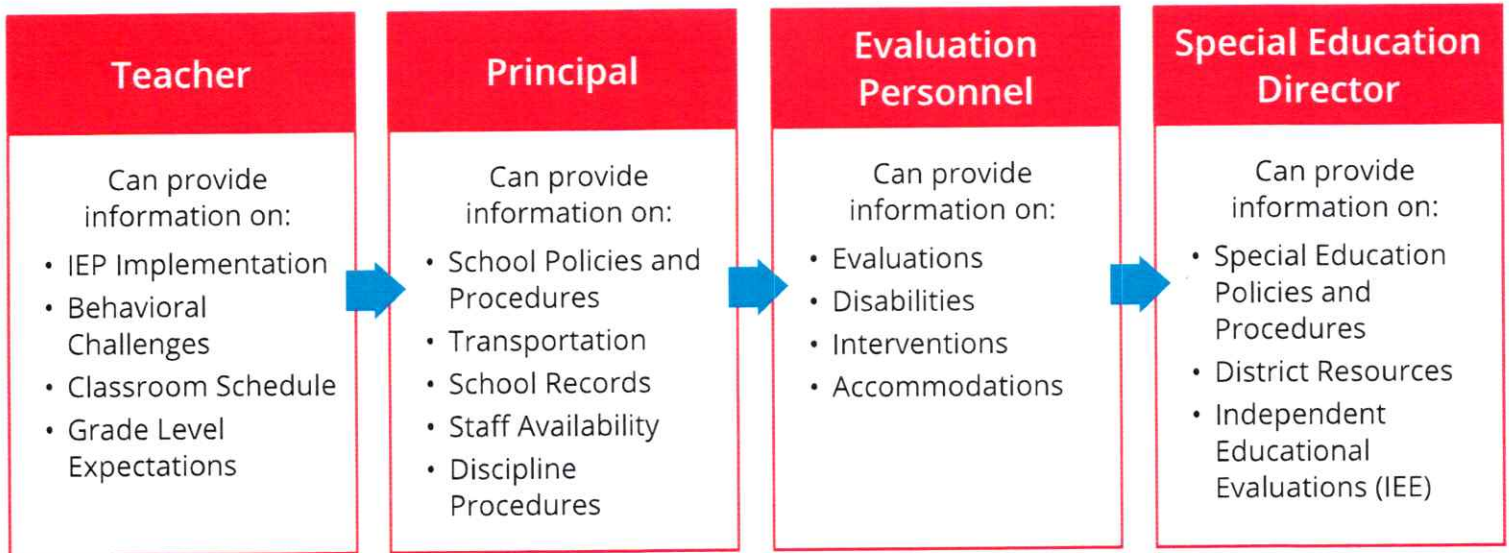 Teacher
Can provide
information on:
• IEP Implementation
• Behavioral
Challenges
• Classroom Schedule
• Grade Level
Expectations
Principal
Can provide
information on:
• School Policies and
Procedures
• Transportation
• School Records
• Staff Availability
• Discipline
Procedures
Evaluation
Personnel
Can provide
information on:
• Evaluations
• Disabilities
• Interventions
• Accommodations
Special Education
Director
Can provide
information on:
• Special Education
Policies and
Procedures
• District Resources
• Independent
Educational
Evaluations (IEE)